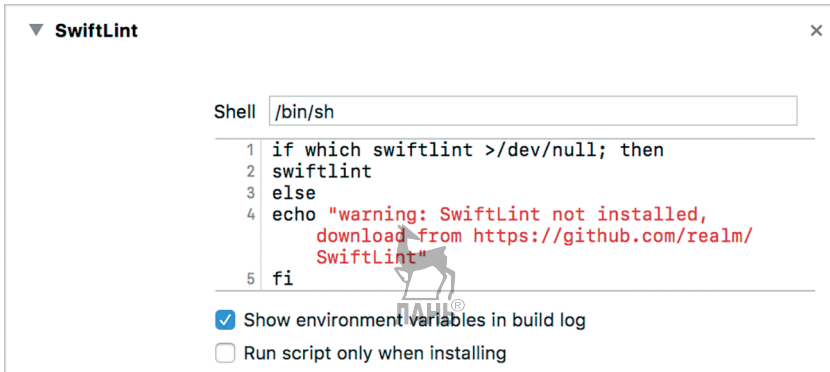 SwiftLint
Shell /bin/sh
1 if which swiftlint >/dev/null; then
2 swiftlint
3 else
4 echo "warning: SwiftLint not installed,
download from https://github.com/realm/
SwiftLint"
5 fi
ЛАНЬ®
Show environment variables in build log
Run script only when installing